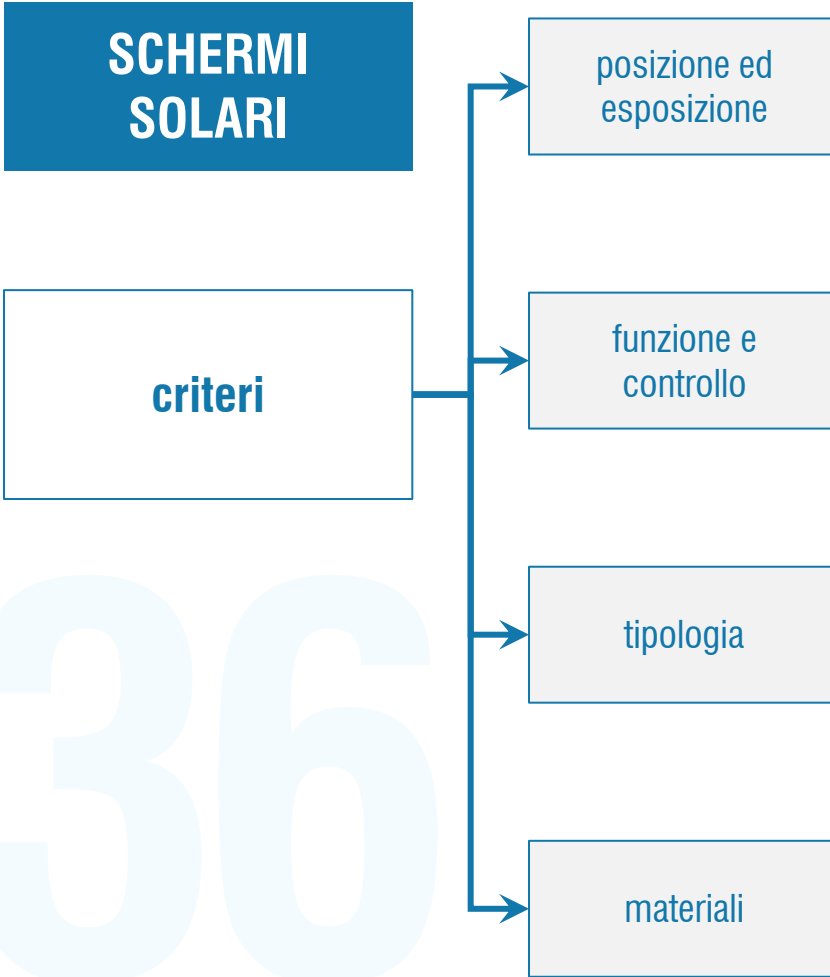 SCHERMI
SOLARI
criteri
posizione ed
esposizione
funzione e
controllo
tipologia
materiali
36